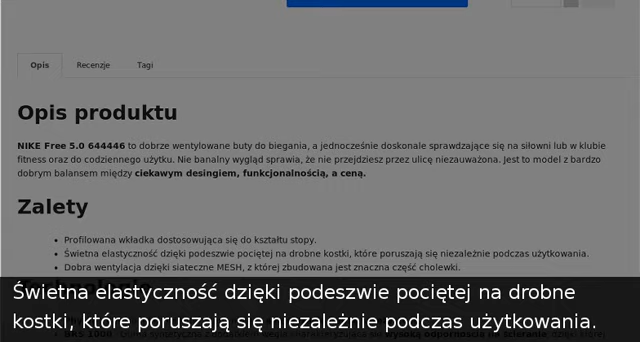 Opis Recenzje Tagi
Opis produktu
NIKE Free 5.0 644446 to dobrze wentylowane buty do biegania, a jednocześnie doskonale sprawdzające się na siłowni lub w klubie
fitness oraz do codziennego użytku. Nie banalny wygląd sprawia, że nie przejdziesz przez ulicę niezauważona. Jest to model z bardzo
dobrym balansem między ciekawym desingiem, funkcjonalnością, a ceną.
Zalety
Profilowana wkładka dostosowująca się do kształtu stopy.
Świetna elastyczność dzięki podeszwie pociętej na drobne kostki, które poruszają się niezależnie podczas użytkowania.
Dobra wentylacja dzięki siateczne MESH, z której zbudowana jest znaczna część cholewki.
Świetna elastyczność dzięki podeszwie pociętej na drobne
kostki, które poruszają się niezależnie podczas użytkowania.